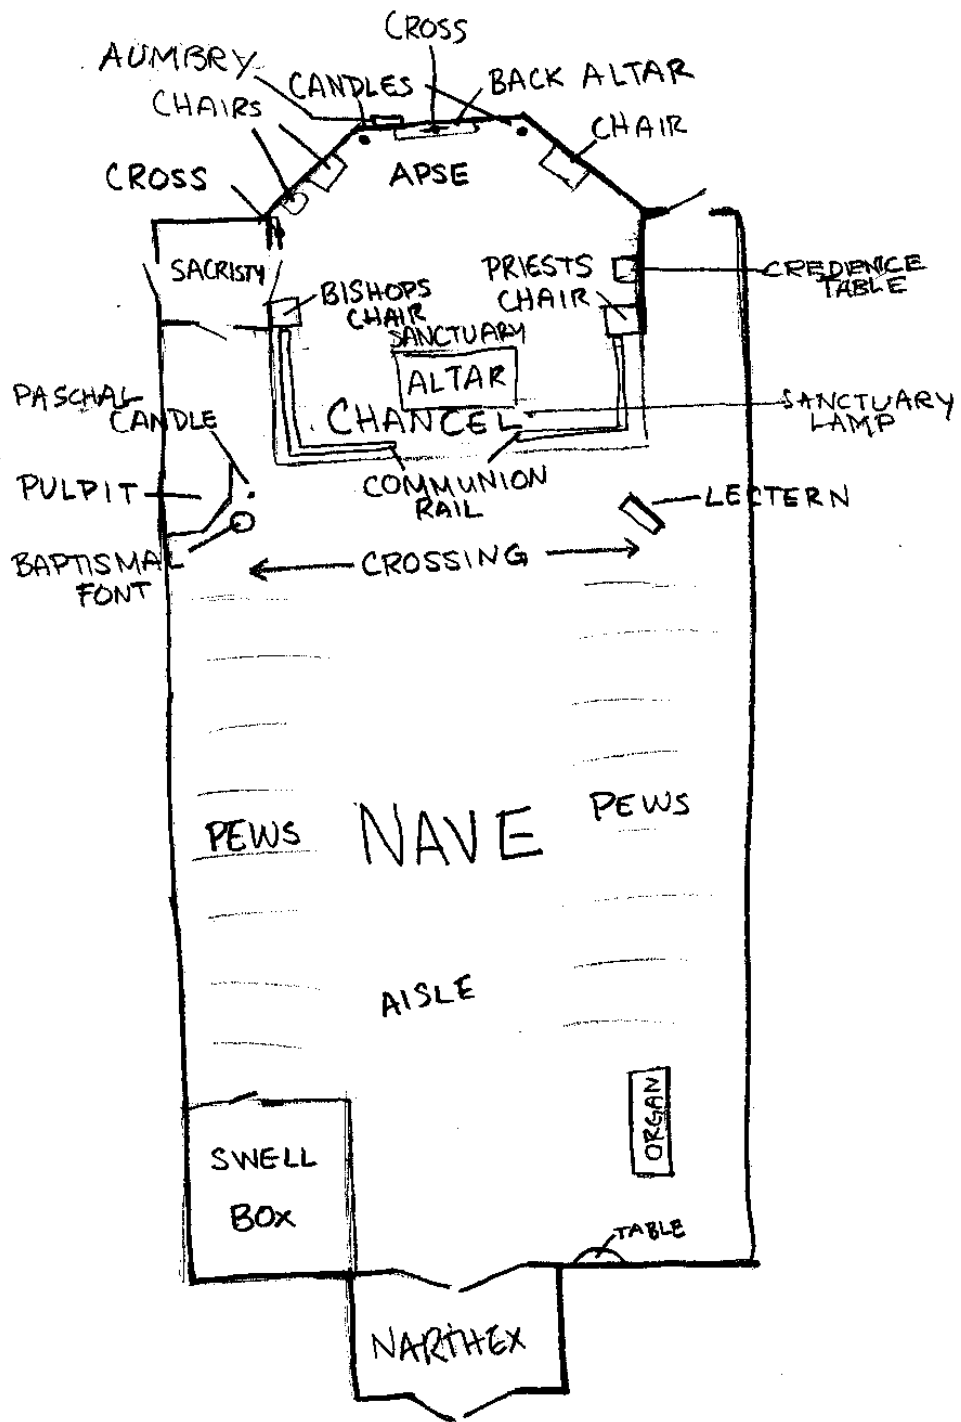 CROSS
AUMBRY
CANDLES
BACK ALTAR
CHAIRS
CHAIR
CROSS
APSE
SACRISTY
PRIESTS
CHAIR
CREDENCE
TABLE
BISHOPS
CHAIR
SANCTUARY
ALTAR
PASCHAL
CANDLE
CHANCEL
SANCTUARY
LAMP
PULPIT
COMMUNION
RAIL
LECTERN
BAPTISMAL
FONT
CROSSING
PEWS
NAVE
PEWS
AISLE
ORGAN
SWELL
BOX
TABLE
NARTHEX